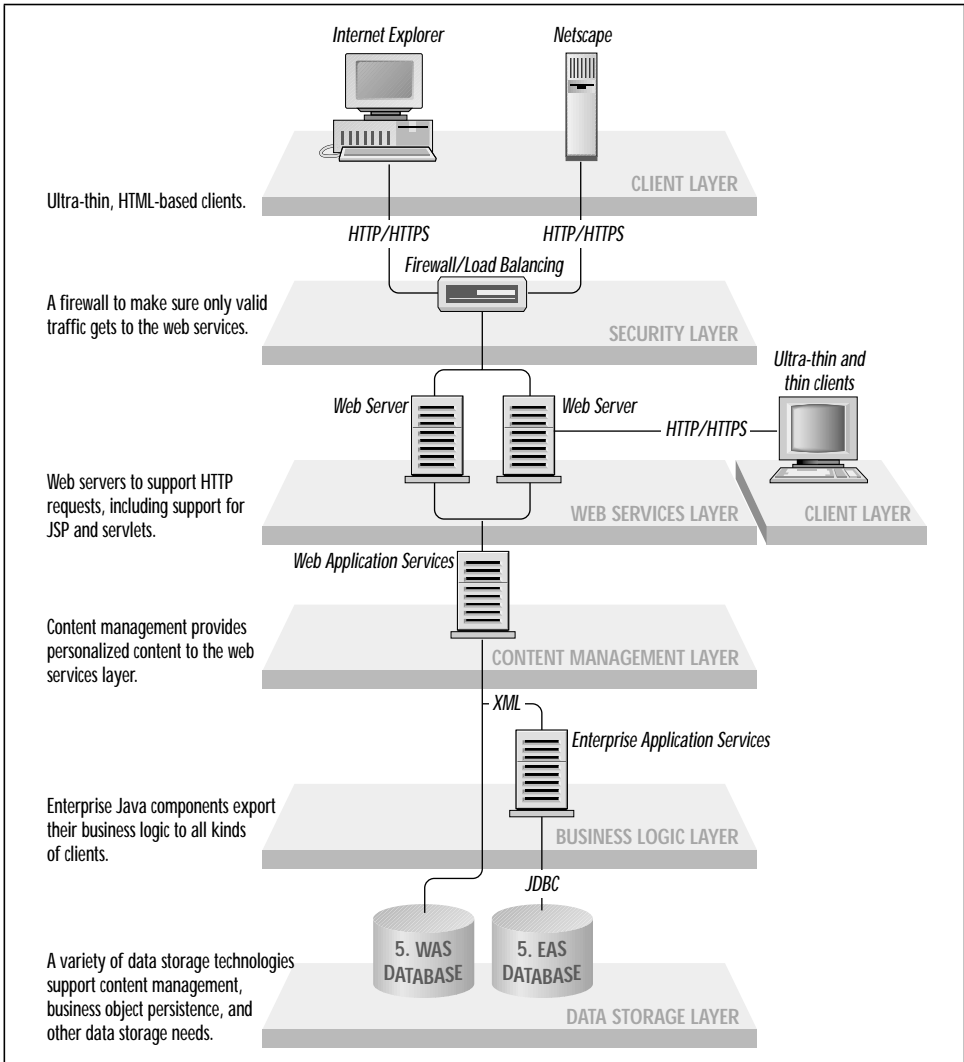 Internet Explorer
Netscape
CLIENT LAYER
Ultra-thin, HTML-based clients.
HTTP/HTTPS
HTTP/HTTPS
Firewall/Load Balancing
A firewall to make sure only valid
traffic gets to the web services.
SECURITY LAYER
Ultra-thin and
thin clients
Web Server
Web Server
HTTP/HTTPS
Web servers to support HTTP
requests, including support for
JSP and servlets.
WEB SERVICES LAYER
CLIENT LAYER
Web Application Services
Content management provides
personalized content to the web
services layer.
CONTENT MANAGEMENT LAYER
XML
Enterprise Application Services
Enterprise Java components export
their business logic to all kinds
of clients.
BUSINESS LOGIC LAYER
JDBC
5. WAS
DATABASE
5. EAS
DATABASE
A variety of data storage technologies
support content management,
business object persistence, and
other data storage needs.
DATA STORAGE LAYER